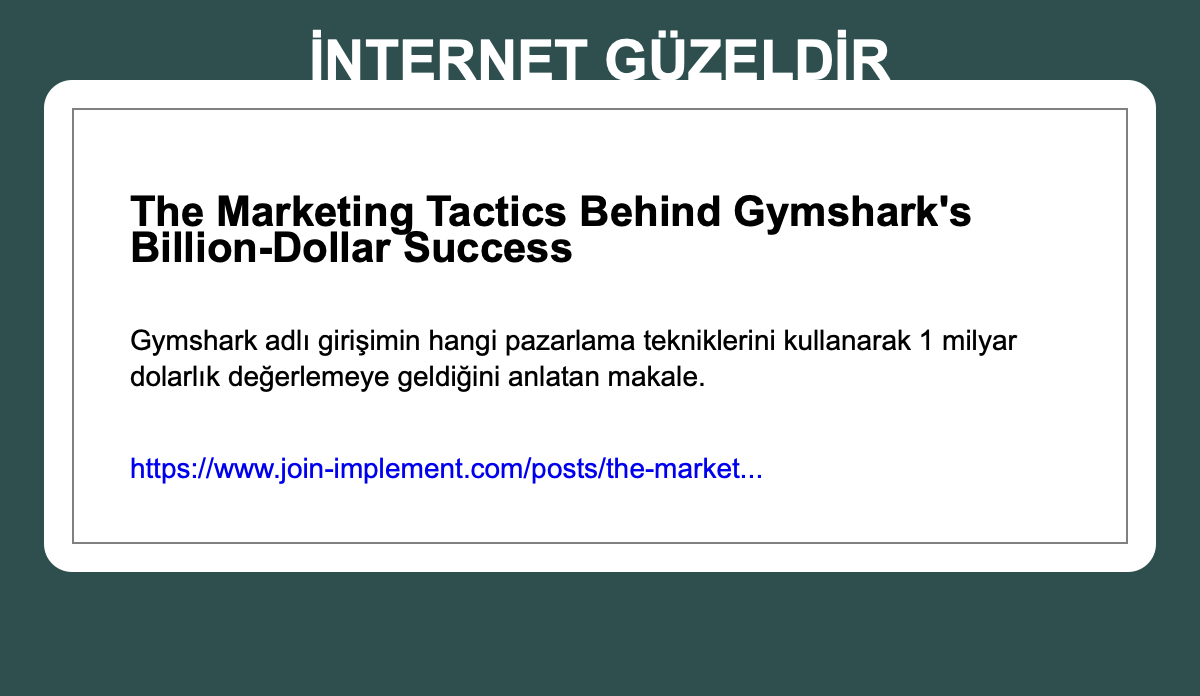 İNTERNET GÜZELDİR
The Marketing Tactics Behind Gymshark's
Billion-Dollar Success
Gymshark adlı girişimin hangi pazarlama tekniklerini kullanarak 1 milyar
dolarlık değerlemeye geldiğini anlatan makale.
https://www.join-implement.com/posts/the-market...